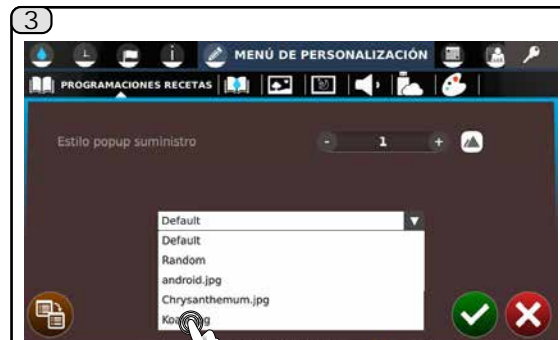 3
MENÚ DE PERSONALIZACIÓN
PROGRAMACIONES RECETAS
Estilo popup suministro - 1 +
Default
Default
Random
android.jpg
Chrysanthemum.jpg